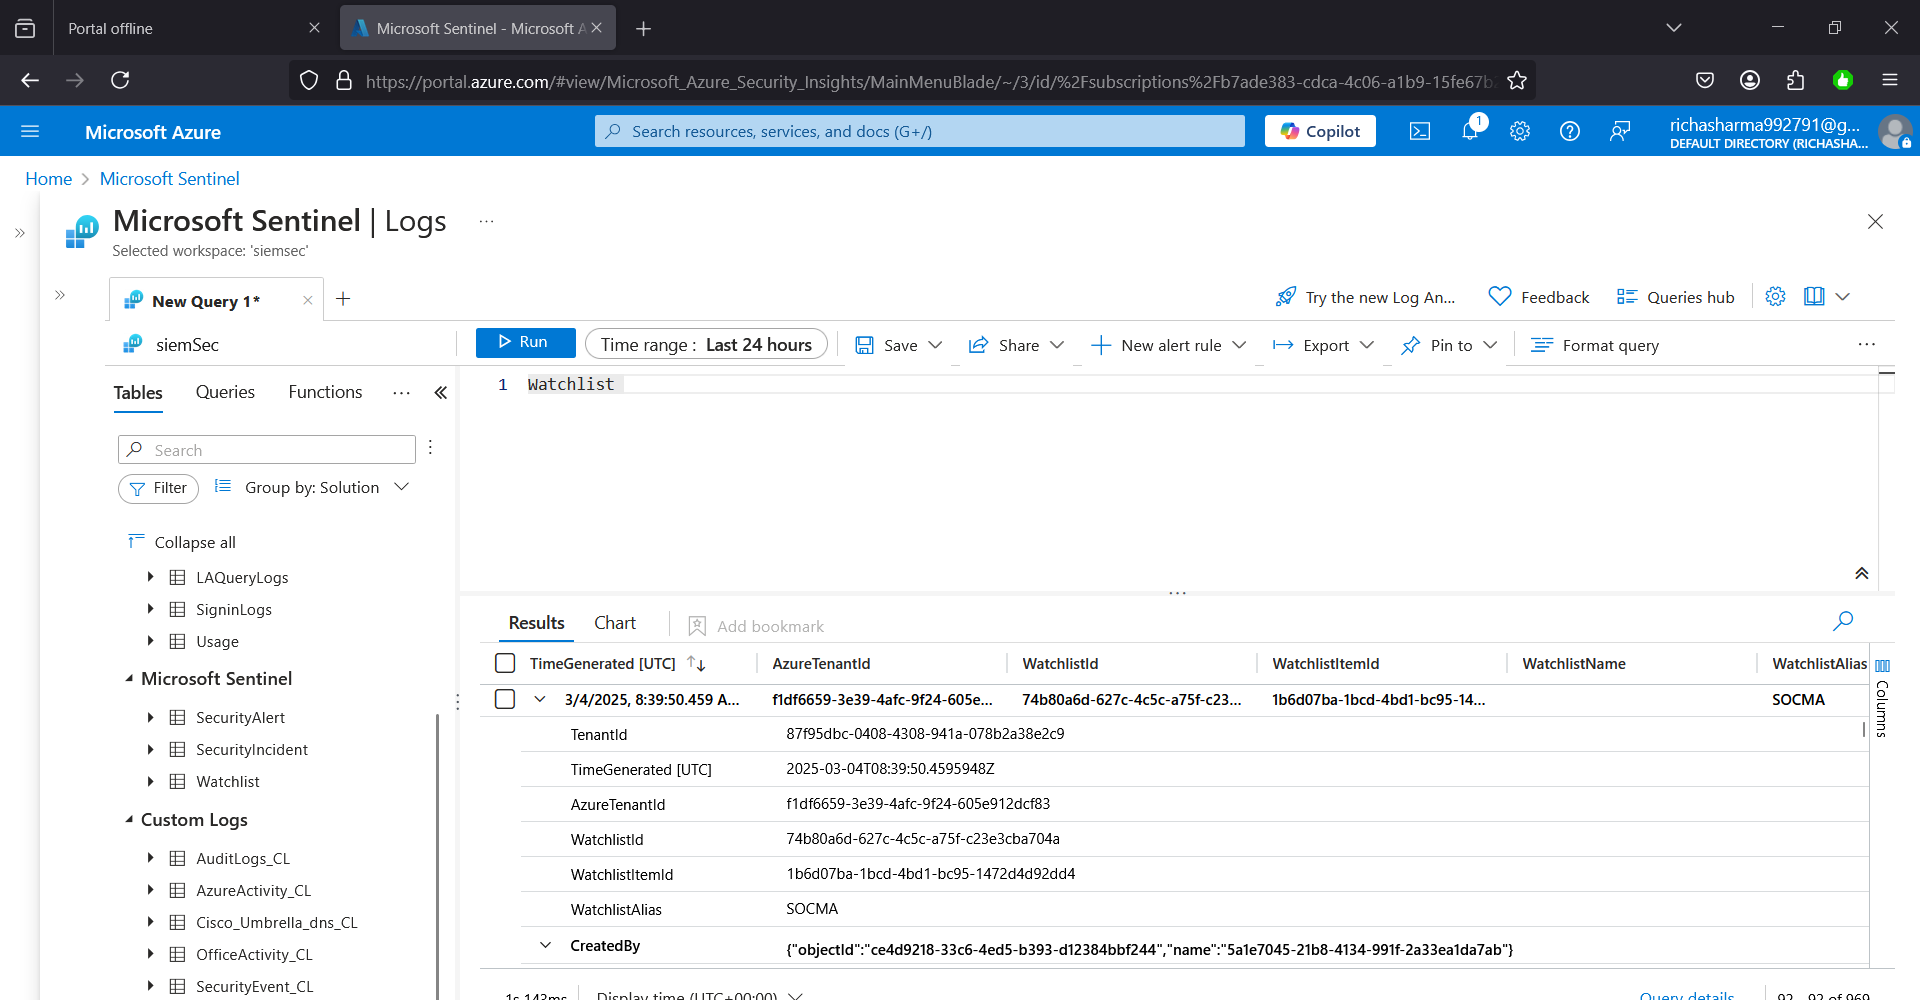 Portal offline
Microsoft Sentinel - Microsoft A
https://portal.azure.com/#view/Microsoft_Azure_Security_Insights/MainMenuBlade/~/3/id/%2Fsubscriptions%2Fb7ade383-cdca-4c06-a1b9-15fe67b
Microsoft Azure
Search resources, services, and docs (G+/)
Copilot
1
richasharma992791@g...
DEFAULT DIRECTORY (RICHASHA...
Home > Microsoft Sentinel
Microsoft Sentinel | Logs ...
Selected workspace: 'siemsec'
New Query 1*
Try the new Log An...
Feedback
Queries hub
siemSec
Run
Time range : Last 24 hours
Save
Share
New alert rule
Export
Pin to
Format query
Tables
Queries
Functions
1 Watchlist
Search
Filter
Group by: Solution
Collapse all
LAQueryLogs
SigninLogs
Usage
Microsoft Sentinel
SecurityAlert
SecurityIncident
Watchlist
Custom Logs
AuditLogs_CL
AzureActivity_CL
Cisco_Umbrella_dns_CL
OfficeActivity_CL
SecurityEvent_CL
Results
Chart
Add bookmark
TimeGenerated [UTC] AzureTenantId WatchlistId WatchlistItemId WatchlistName WatchlistAlias
3/4/2025, 8:39:50.459 A... f1df6659-3e39-4afc-9f24-605e... 74b80a6d-627c-4c5c-a75f-c23... 1b6d07ba-1bcd-4bd1-bc95-14... SOCMA
Columns
TenantId 87f95dbc-0408-4308-941a-078b2a38e2c9
TimeGenerated [UTC] 2025-03-04T08:39:50.4595948Z
AzureTenantId f1df6659-3e39-4afc-9f24-605e912dcf83
WatchlistId 74b80a6d-627c-4c5c-a75f-c23e3cba704a
WatchlistItemId 1b6d07ba-1bcd-4bd1-bc95-1472d4d92dd4
WatchlistAlias SOCMA
CreatedBy {"objectId":"ce4d9218-33c6-4ed5-b393-d12384bbf244","name":"5a1e7045-21b8-4134-991f-2a33ea1da7ab"}
1s 143ms
Display time (UTC+00:00)
Query details
92 - 92 of 969